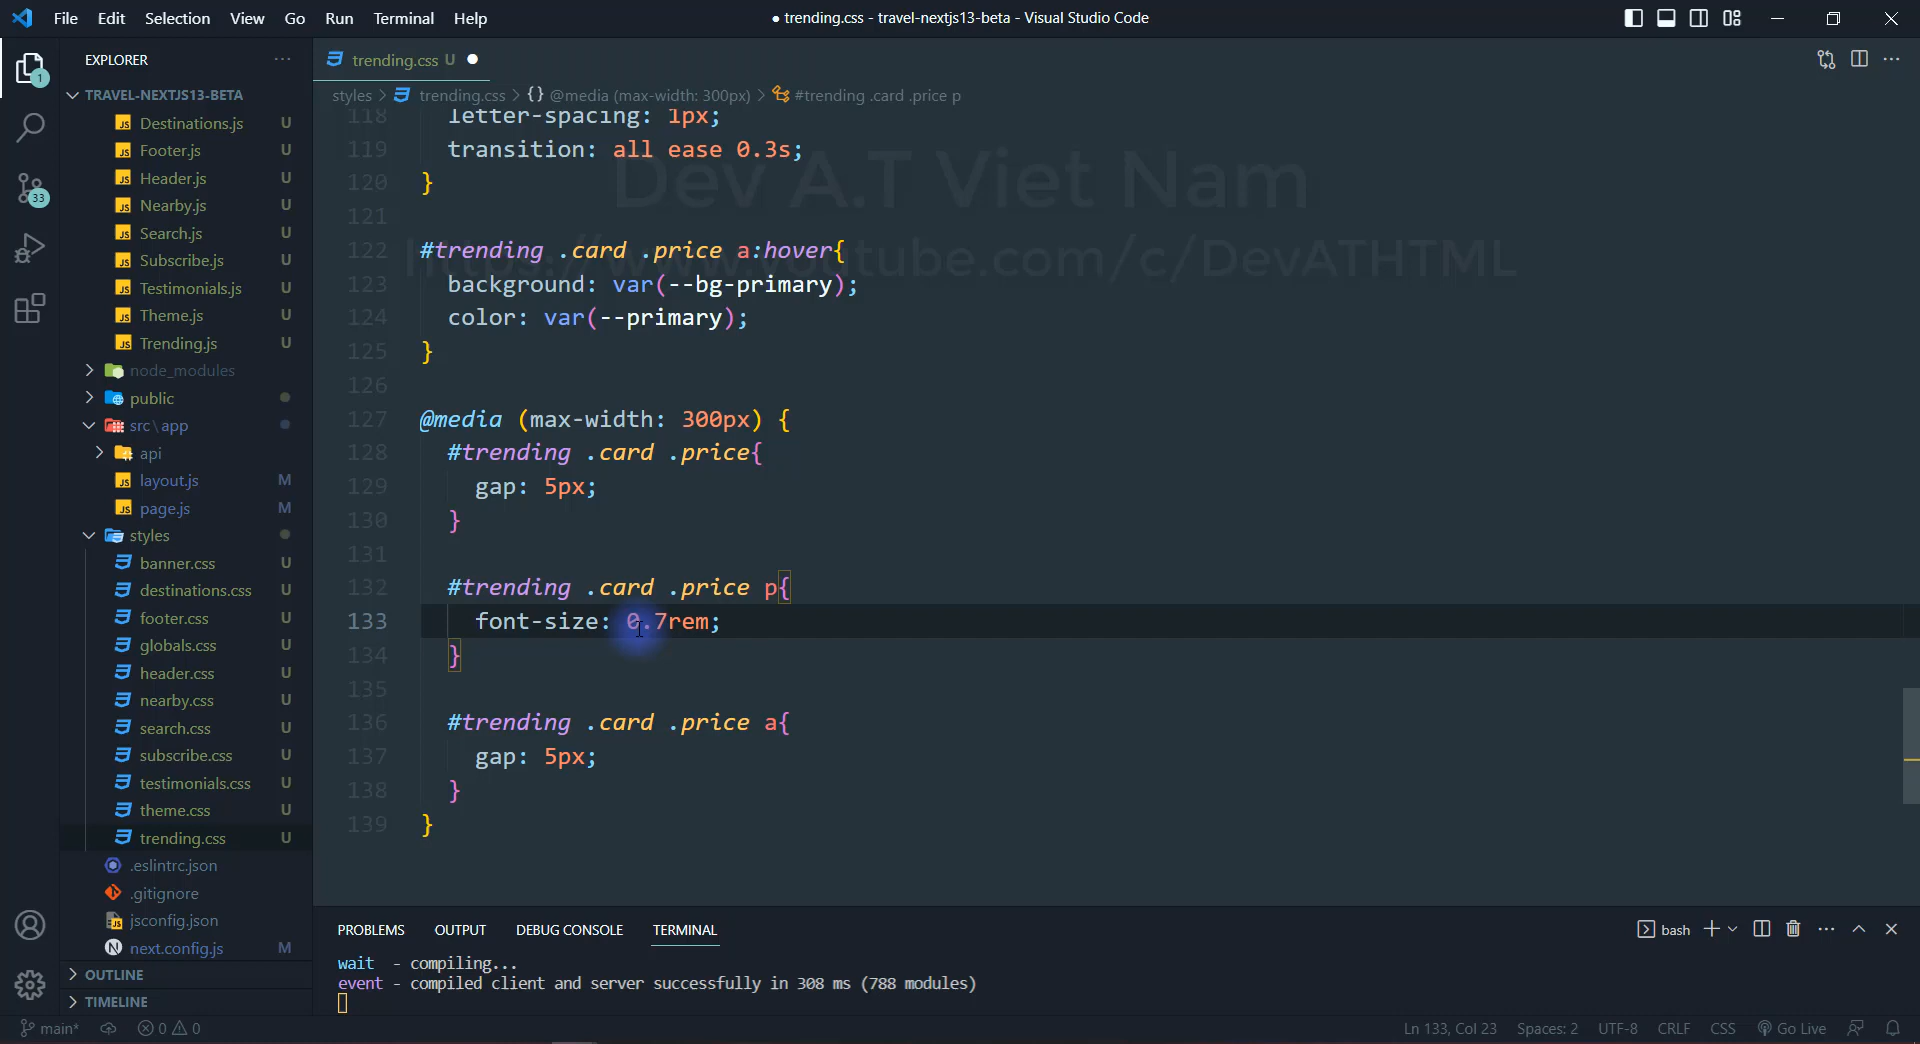 File Edit Selection View Go Run Terminal Help
● trending.css - travel-nextjs13-beta - Visual Studio Code
EXPLORER
TRAVEL-NEXTJS13-BETA
Destinations.js U
Footer.js U
Header.js U
Nearby.js U
Search.js U
Subscribe.js U
Testimonials.js U
Theme.js U
Trending.js U
node_modules
public
src\app
api
layout.js M
page.js M
styles
banner.css U
destinations.css U
footer.css U
globals.css U
header.css U
nearby.css U
search.css U
subscribe.css U
testimonials.css U
theme.css U
trending.css U
.eslintrc.json
.gitignore
jsconfig.json
next.config.js M
OUTLINE
TIMELINE
1
33
trending.css U
styles > trending.css > {} @media (max-width: 300px) > #trending .card .price p
118 letter-spacing: 1px;
119 transition: all ease 0.3s;
120 }
121
122 #trending .card .price a:hover{
123 background: var(--bg-primary);
124 color: var(--primary);
125 }
126
127 @media (max-width: 300px) {
128 #trending .card .price{
129 gap: 5px;
130 }
131
132 #trending .card .price p{
133 font-size: 0.7rem;
134 }
135
136 #trending .card .price a{
137 gap: 5px;
138 }
139 }
Dev A.T Viet Nam
https://www.youtube.com/c/DevATHTML
PROBLEMS OUTPUT DEBUG CONSOLE TERMINAL
bash
wait - compiling...
event - compiled client and server successfully in 308 ms (788 modules)
main* 0 0
Ln 133, Col 23 Spaces: 2 UTF-8 CRLF CSS Go Live